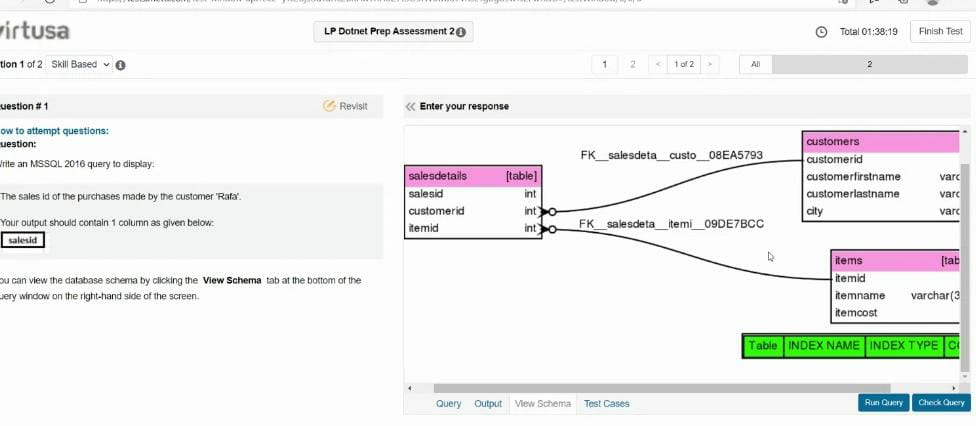 virtusa
LP Dotnet Prep Assessment 2
Total 01:38:19
Finish Test
tion 1 of 2 Skill Based
1 2 < 1 of 2 > All 2
uestion # 1
Revisit
Enter your response
ow to attempt questions:
uestion:
rite an MSSQL 2016 query to display:
The sales id of the purchases made by the customer 'Rafa'.
Your output should contain 1 column as given below:
salesid
ou can view the database schema by clicking the View Schema tab at the bottom of the
uery window on the right-hand side of the screen.
salesdetails [table]
salesid int
customerid int
itemid int
FK__salesdeta__custo__08EA5793
FK__salesdeta__itemi__09DE7BCC
customers
customerid
customerfirstname varc
customerlastname varc
city varc
items [tab
itemid
itemname varchar(3
itemcost
Table INDEX NAME INDEX TYPE CO
Query Output View Schema Test Cases
Run Query Check Query